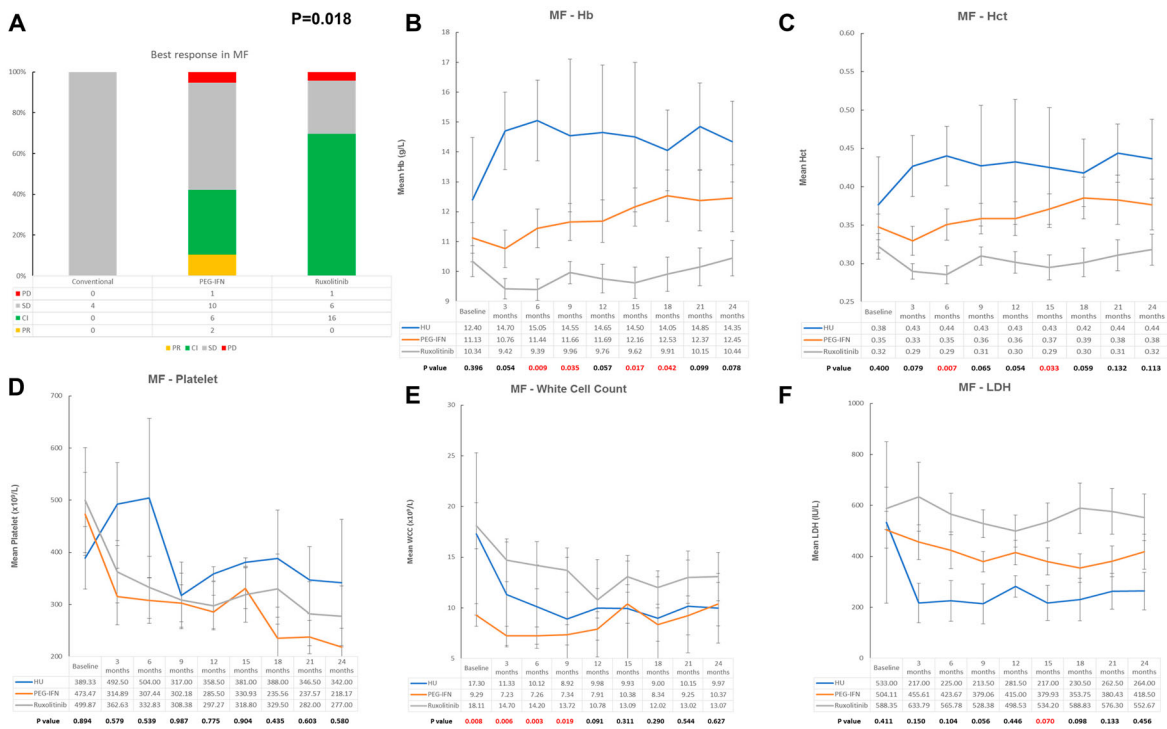 A
P=0.018
Best response in MF
100%
80%
60%
40%
20%
0%
Conventional PEG-IFN Ruxolitinib
PD 0 1 1
SD 4 10 6
CI 0 6 16
PR 0 2 0
PR CI SD PD
B
MF - Hb
Mean Hb (g/L)
18
17
16
15
14
13
12
11
10
9
Baseline 3 months 6 months 9 months 12 months 15 months 18 months 21 months 24 months
HU 12.40 14.70 15.05 14.55 14.65 14.50 14.05 14.85 14.35
PEG-IFN 11.13 10.76 11.44 11.66 11.69 12.16 12.53 12.37 12.45
Ruxolitinib 10.34 9.42 9.39 9.96 9.76 9.62 9.91 10.15 10.44
P value 0.396 0.054 0.009 0.035 0.057 0.017 0.042 0.099 0.078
C
MF - Hct
Mean Hct
0.60
0.55
0.50
0.45
0.40
0.35
0.30
0.25
Baseline 3 months 6 months 9 months 12 months 15 months 18 months 21 months 24 months
HU 0.38 0.43 0.44 0.43 0.43 0.43 0.42 0.44 0.44
PEG-IFN 0.35 0.33 0.35 0.36 0.36 0.37 0.39 0.38 0.38
Ruxolitinib 0.32 0.29 0.29 0.31 0.30 0.29 0.30 0.31 0.32
P value 0.400 0.079 0.007 0.065 0.054 0.033 0.059 0.132 0.113
D
MF - Platelet
Mean Platelet (x10⁹/L)
700
600
500
400
300
200
Baseline 3 months 6 months 9 months 12 months 15 months 18 months 21 months 24 months
HU 389.33 492.50 504.00 317.00 358.50 381.00 388.00 346.50 342.00
PEG-IFN 473.47 314.89 307.44 302.18 285.50 330.93 235.56 237.57 218.17
Ruxolitinib 499.87 362.63 332.83 308.38 297.27 318.80 329.50 282.00 277.00
P value 0.894 0.579 0.539 0.987 0.775 0.904 0.435 0.603 0.580
E
MF - White Cell Count
Mean WCC (x10⁹/L)
30
25
20
15
10
5
Baseline 3 months 6 months 9 months 12 months 15 months 18 months 21 months 24 months
HU 17.30 11.33 10.12 8.92 9.98 9.93 9.00 10.15 9.97
PEG-IFN 9.29 7.23 7.26 7.34 7.91 10.38 8.34 9.25 10.37
Ruxolitinib 18.11 14.70 14.20 13.72 10.78 13.09 12.02 13.02 13.07
P value 0.008 0.006 0.003 0.019 0.091 0.311 0.290 0.544 0.627
F
MF - LDH
Mean LDH (IU/L)
1000
800
600
400
200
0
Baseline 3 months 6 months 9 months 12 months 15 months 18 months 21 months 24 months
HU 533.00 217.00 225.00 213.50 281.50 217.00 230.50 262.50 264.00
PEG-IFN 504.11 455.61 423.67 379.06 415.00 379.93 353.75 380.43 418.50
Ruxolitinib 588.35 633.79 565.78 528.38 498.53 534.20 588.83 576.30 552.67
P value 0.411 0.150 0.104 0.056 0.446 0.070 0.098 0.133 0.456